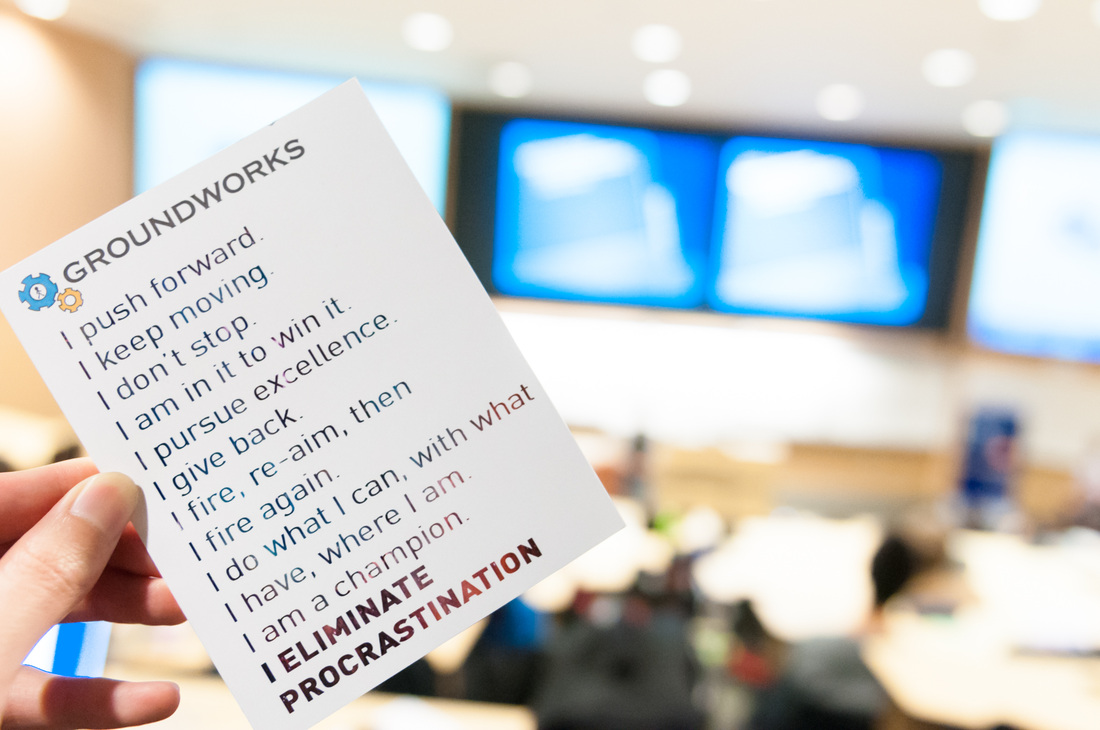 GROUNDWORKS
I push forward.
I keep moving.
I don't stop.
I am in it to win it.
I pursue excellence.
I give back.
I fire, re-aim, then
I fire again.
I do what I can, with what
I have, where I am.
I am a champion.
I ELIMINATE
PROCRASTINATION